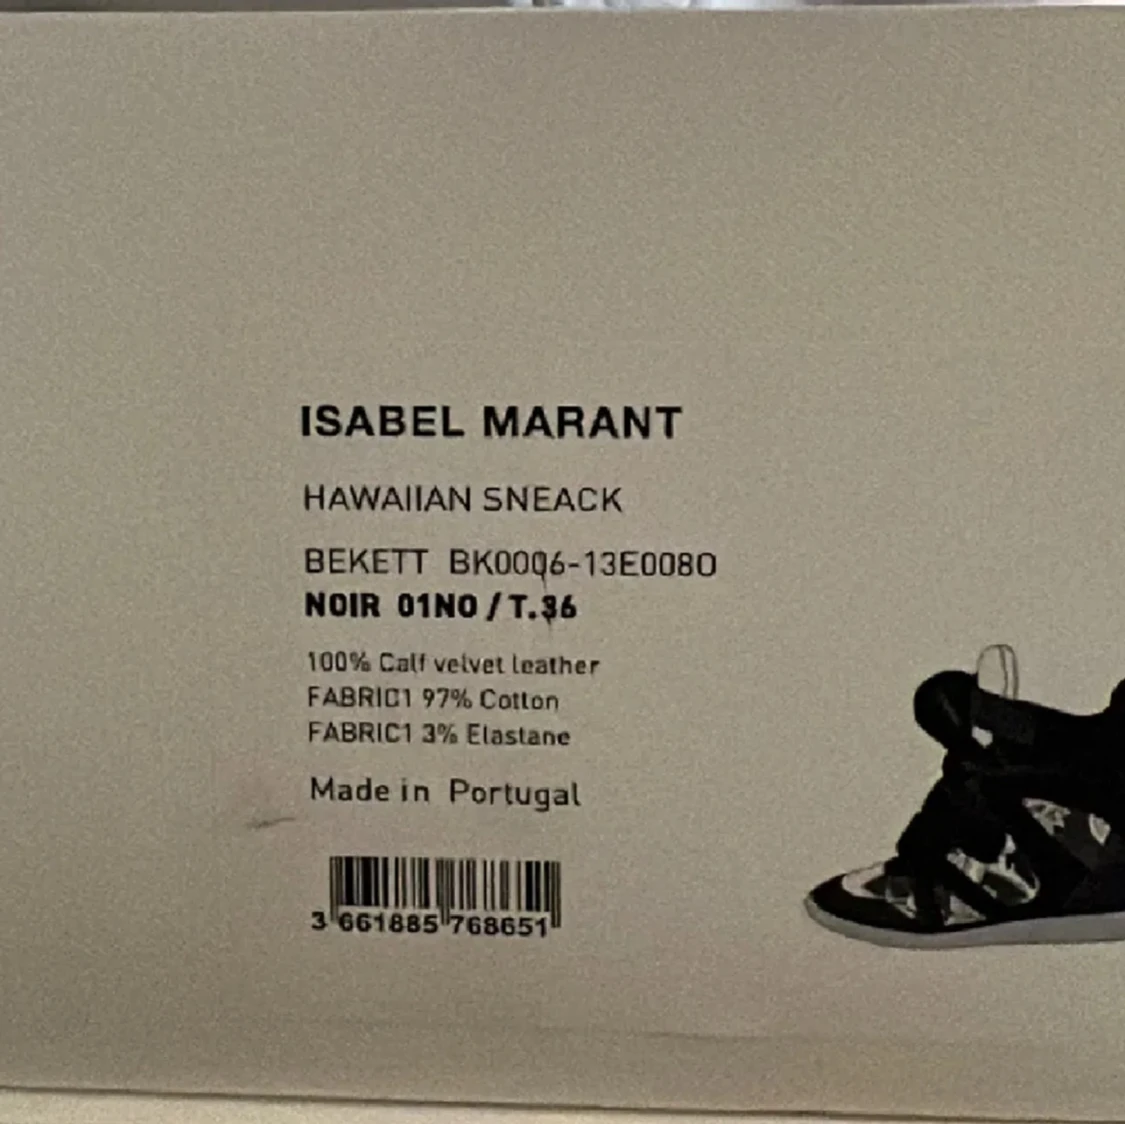 ISABEL MARANT
HAWAIIAN SNEACK
BEKETT BK0006-13E008O
NOIR 01NO / T.36
100% Calf velvet leather
FABRIC1 97% Cotton
FABRIC1 3% Elastane
Made in Portugal
3 661885 768651